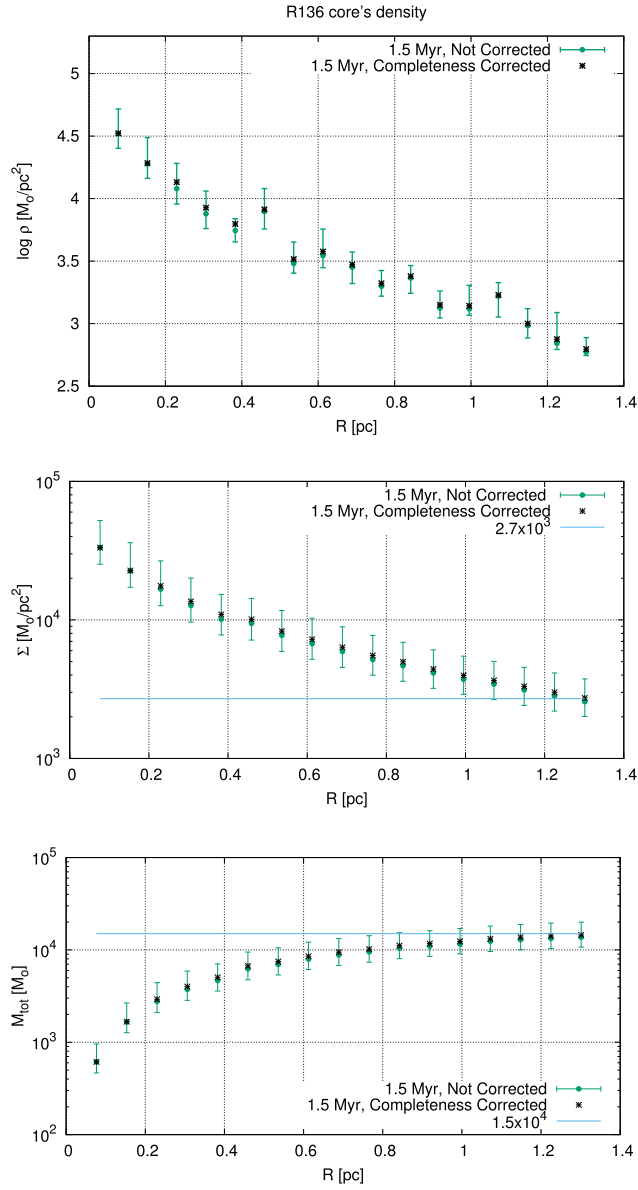 R136 core's density
1.5 Myr, Not Corrected
1.5 Myr, Completeness Corrected
5
4.5
4
3.5
3
2.5
log ρ [M₀/pc²]
0 0.2 0.4 0.6 0.8 1 1.2 1.4
R [pc]
1.5 Myr, Not Corrected
1.5 Myr, Completeness Corrected
2.7x10³
10⁵
10⁴
10³
Σ [M₀/pc²]
0 0.2 0.4 0.6 0.8 1 1.2 1.4
R [pc]
10⁵
10⁴
10³
10²
M_tot [M₀]
1.5 Myr, Not Corrected
1.5 Myr, Completeness Corrected
1.5x10⁴
0 0.2 0.4 0.6 0.8 1 1.2 1.4
R [pc]